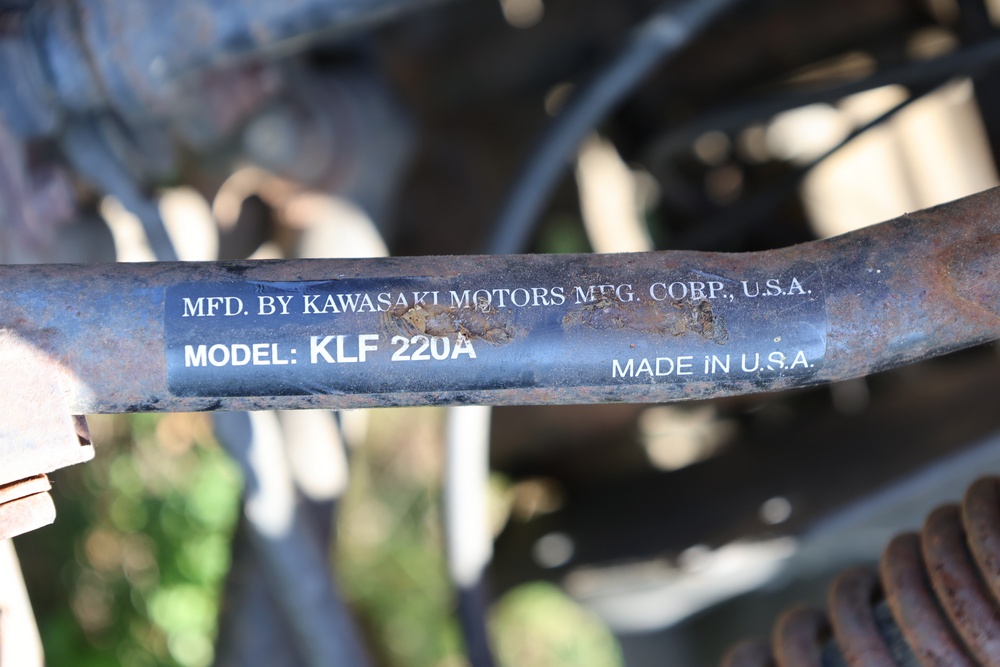 MFD. BY KAWASAKI MOTORS MFG. CORP., U.S.A.
MODEL: KLF 220A
MADE IN U.S.A.